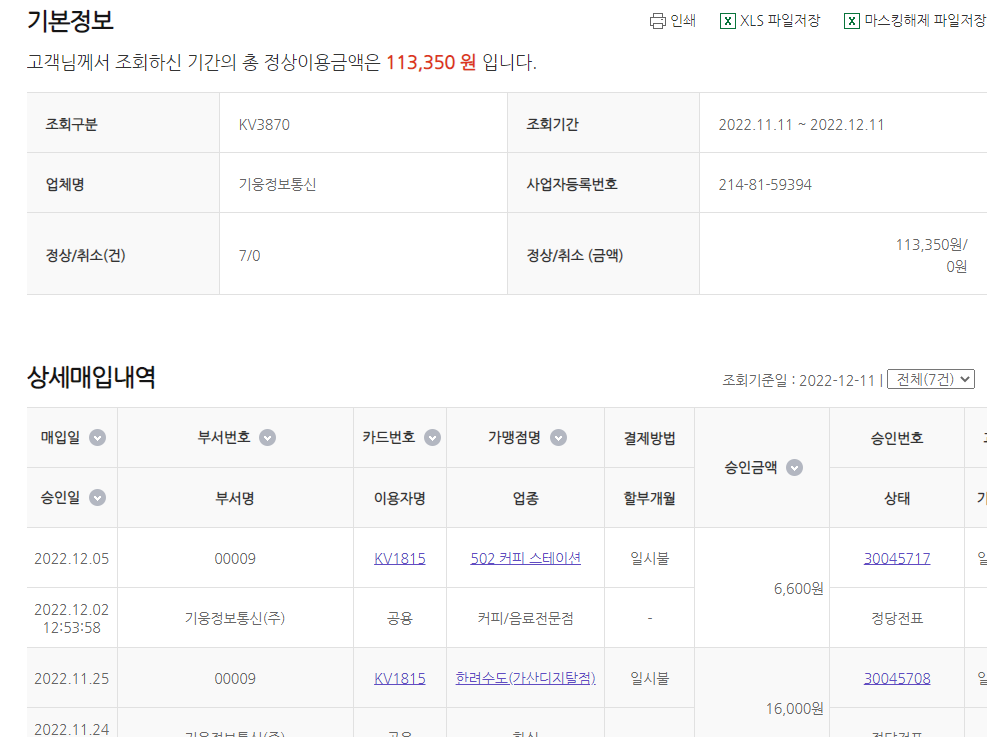 기본정보
인쇄 XLS 파일저장 마스킹해제 파일저장
고객님께서 조회하신 기간의 총 정상이용금액은 113,350 원 입니다.
조회구분 KV3870 조회기간 2022.11.11 ~ 2022.12.11
업체명 기웅정보통신 사업자등록번호 214-81-59394
정상/취소(건) 7/0 정상/취소 (금액) 113,350원/
0원
상세매입내역
조회기준일 : 2022-12-11 | 전체(7건)
매입일 부서번호 카드번호 가맹점명 결제방법 승인금액 승인번호
승인일 부서명 이용자명 업종 할부개월 상태
2022.12.05 00009 KV1815 502 커피 스테이션 일시불 6,600원 30045717 일
2022.12.02
12:53:58 기웅정보통신(주) 공용 커피/음료전문점 - 정당전표
2022.11.25 00009 KV1815 한려수도(가산디지탈점) 일시불 16,000원 30045708 일
2022.11.24 기웅정보통신(주) 공용 한식 정당전표